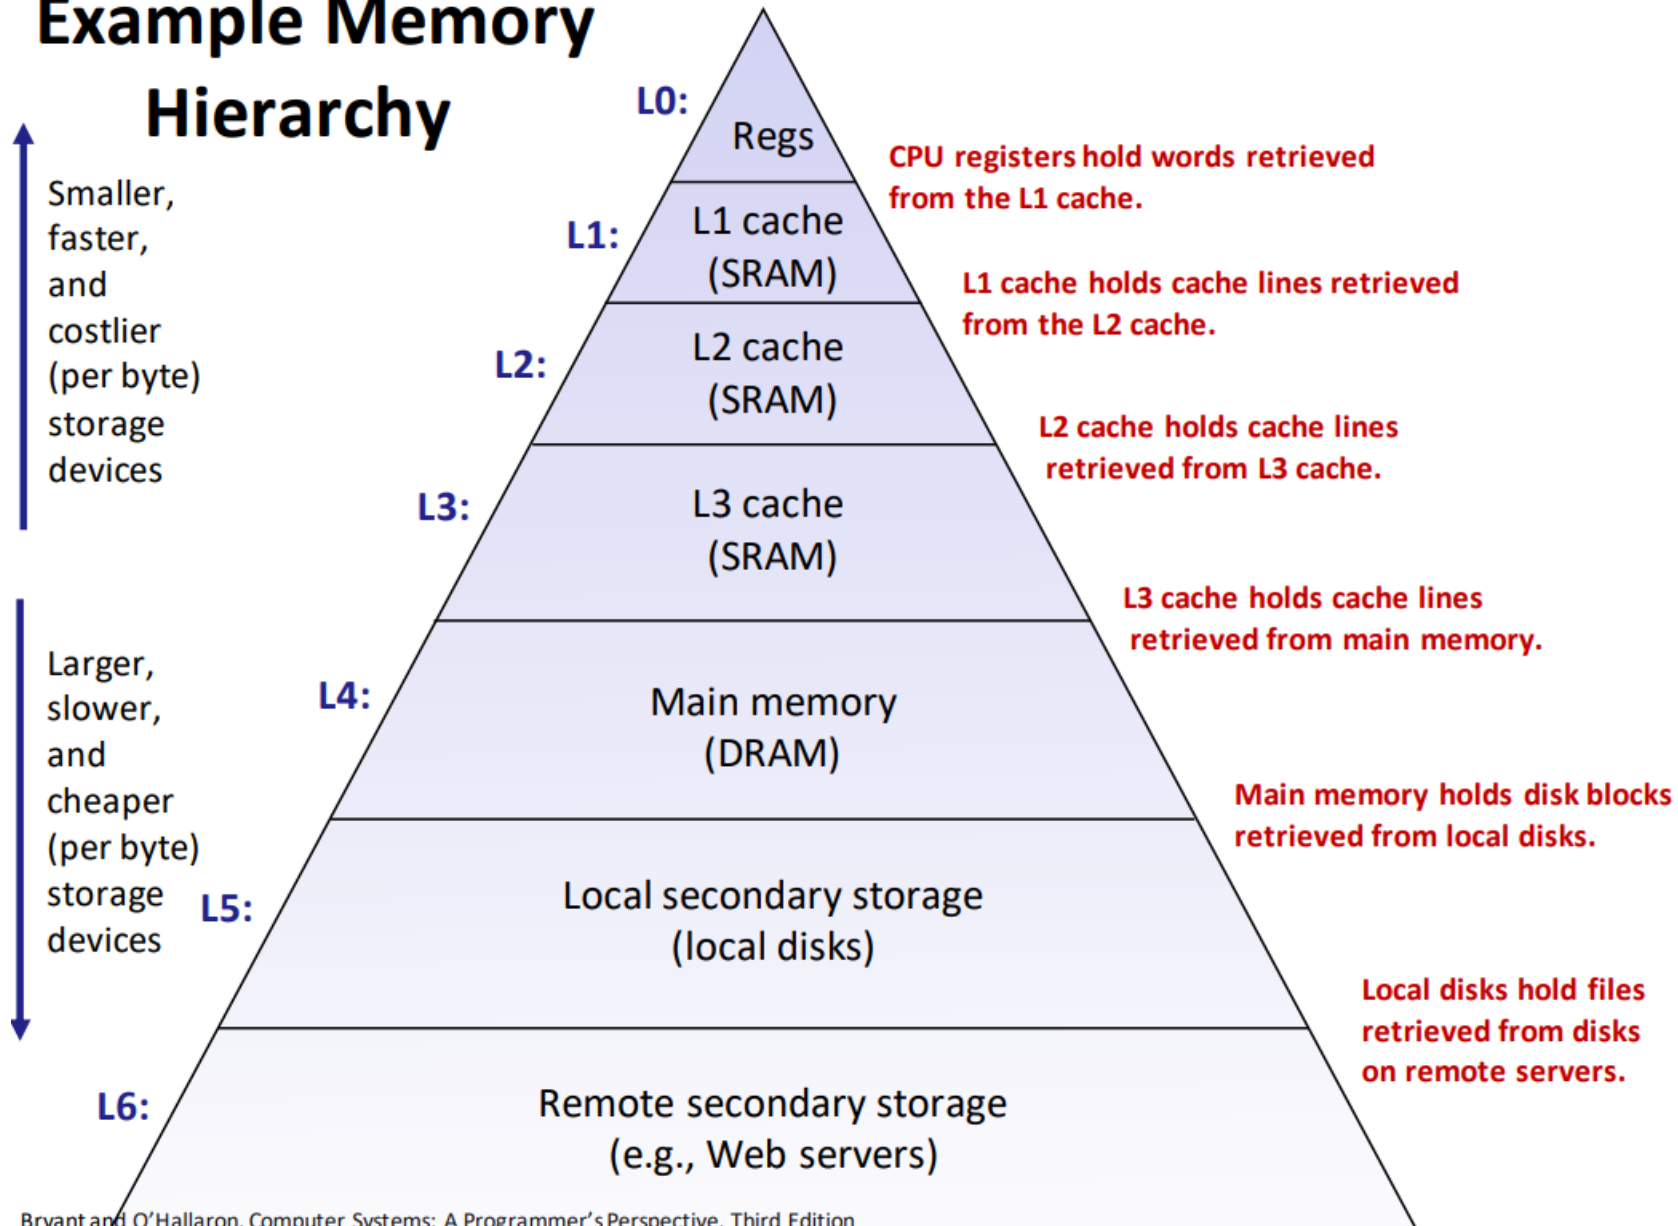 Example Memory
Hierarchy
L0:
Regs
CPU registers hold words retrieved
from the L1 cache.
Smaller,
faster,
and
costlier
(per byte)
storage
devices
L1:
L1 cache
(SRAM)
L1 cache holds cache lines retrieved
from the L2 cache.
L2:
L2 cache
(SRAM)
L2 cache holds cache lines
retrieved from L3 cache.
L3:
L3 cache
(SRAM)
L3 cache holds cache lines
retrieved from main memory.
Larger,
slower,
and
cheaper
(per byte)
storage
devices
L4:
Main memory
(DRAM)
Main memory holds disk blocks
retrieved from local disks.
L5:
Local secondary storage
(local disks)
Local disks hold files
retrieved from disks
on remote servers.
L6:
Remote secondary storage
(e.g., Web servers)
Bryant and O'Hallaron, Computer Systems: A Programmer's Perspective, Third Edition